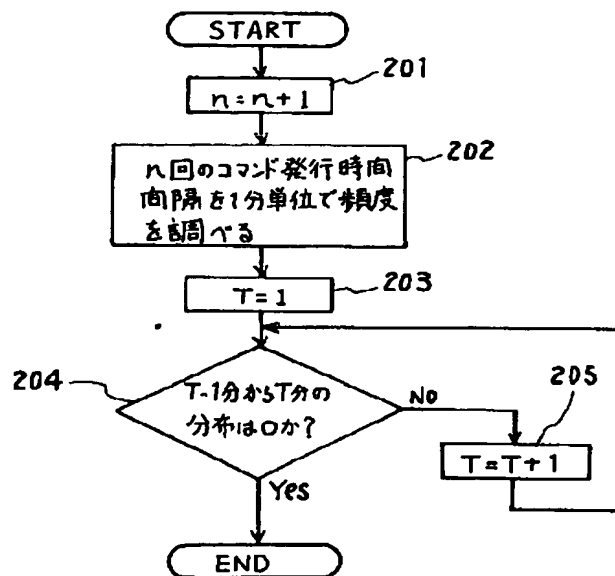 START
201
n=n+1
202
n回のコマンド発行時間
間隔を1分単位で頻度
を調べる
203
T=1
204
T-1分からT分の
分布は0か?
NO
205
T=T+1
Yes
END